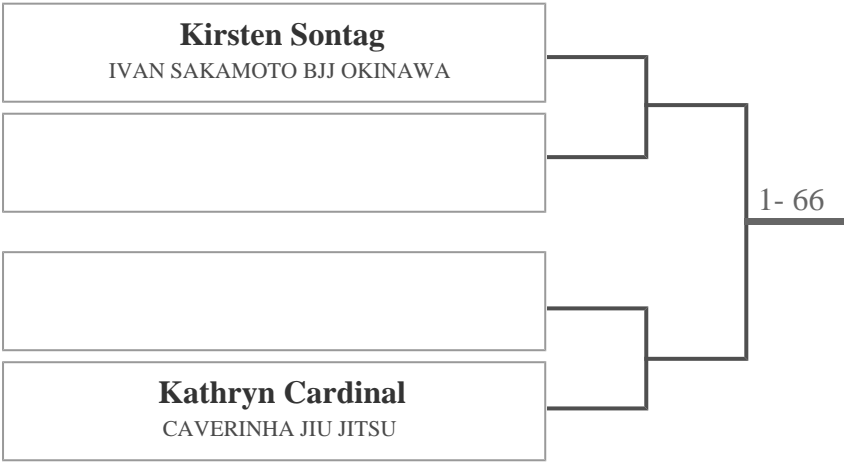 Kirsten Sontag
IVAN SAKAMOTO BJJ OKINAWA
1- 66
Kathryn Cardinal
CAVERINHA JIU JITSU